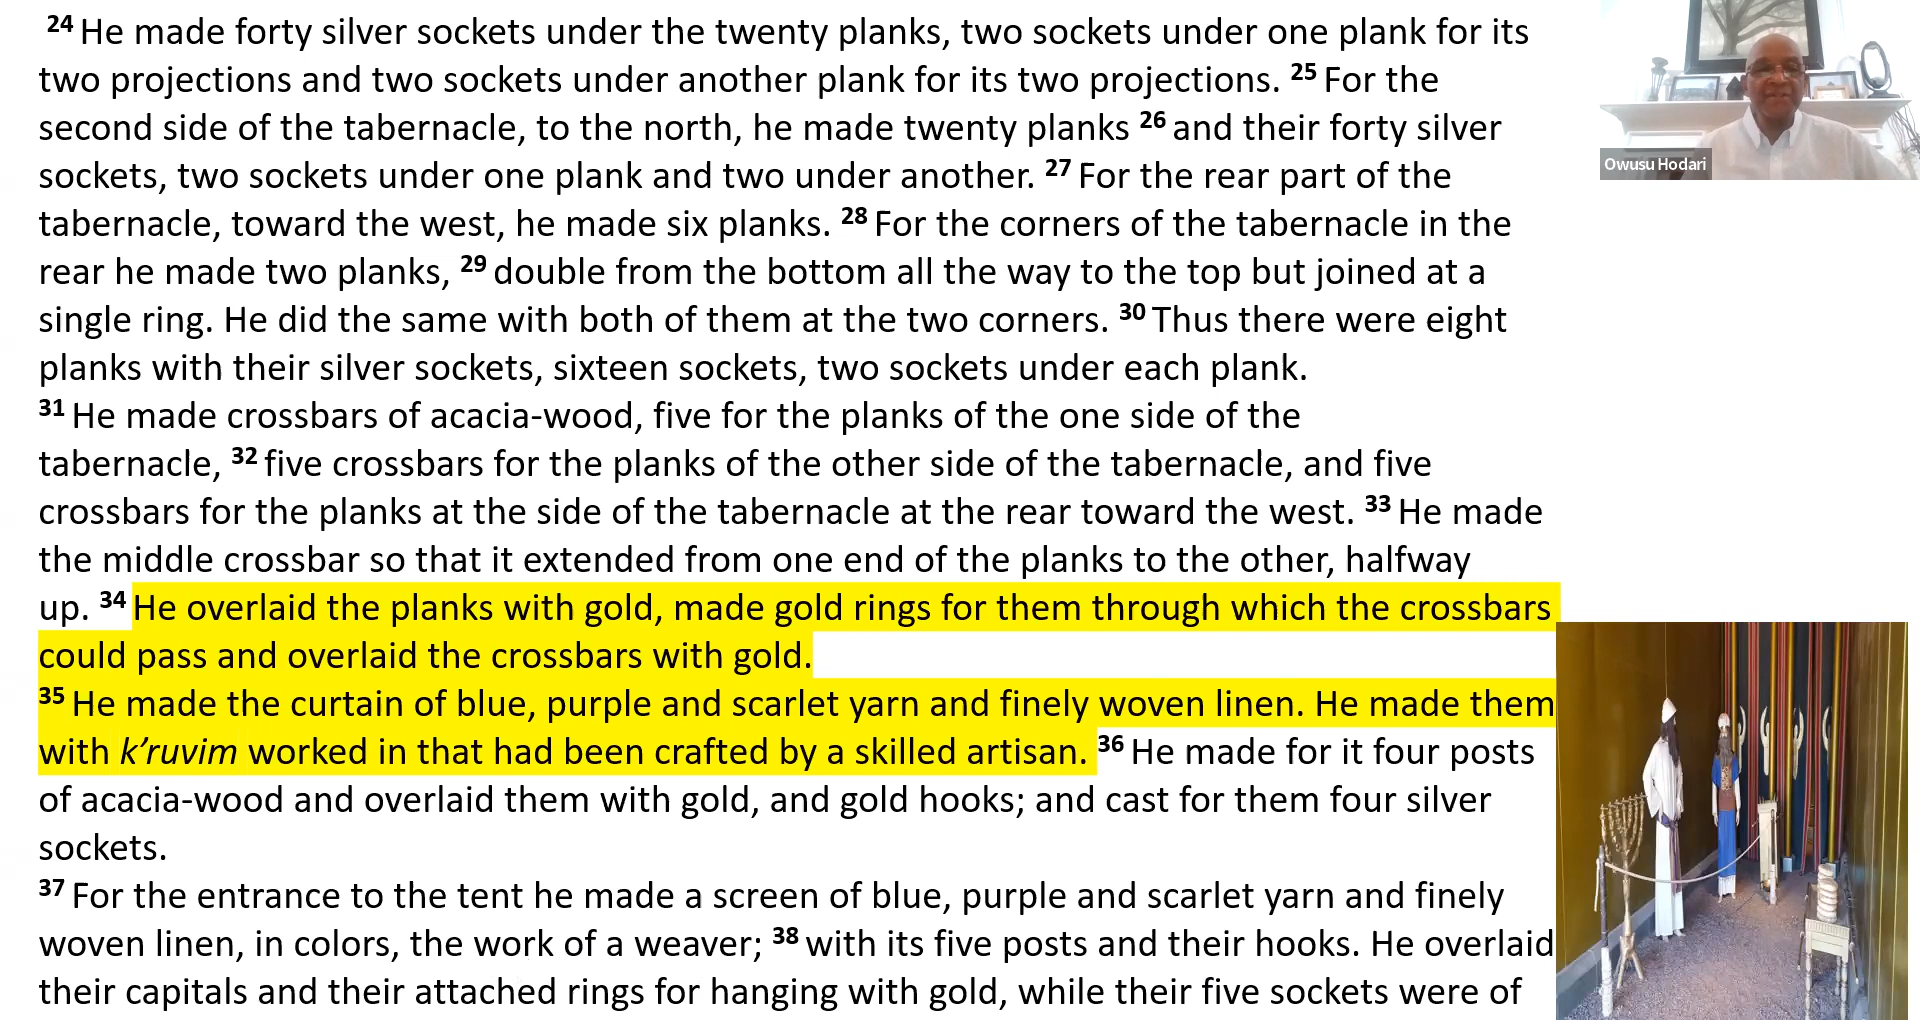 24 He made forty silver sockets under the twenty planks, two sockets under one plank for its
two projections and two sockets under another plank for its two projections. 25 For the
second side of the tabernacle, to the north, he made twenty planks 26 and their forty silver
sockets, two sockets under one plank and two under another. 27 For the rear part of the
tabernacle, toward the west, he made six planks. 28 For the corners of the tabernacle in the
rear he made two planks, 29 double from the bottom all the way to the top but joined at a
single ring. He did the same with both of them at the two corners. 30 Thus there were eight
planks with their silver sockets, sixteen sockets, two sockets under each plank.
31 He made crossbars of acacia-wood, five for the planks of the one side of the
tabernacle, 32 five crossbars for the planks of the other side of the tabernacle, and five
crossbars for the planks at the side of the tabernacle at the rear toward the west. 33 He made
the middle crossbar so that it extended from one end of the planks to the other, halfway
up. 34 He overlaid the planks with gold, made gold rings for them through which the crossbars
could pass and overlaid the crossbars with gold.
35 He made the curtain of blue, purple and scarlet yarn and finely woven linen. He made them
with k’ruvim worked in that had been crafted by a skilled artisan. 36 He made for it four posts
of acacia-wood and overlaid them with gold, and gold hooks; and cast for them four silver
sockets.
37 For the entrance to the tent he made a screen of blue, purple and scarlet yarn and finely
woven linen, in colors, the work of a weaver; 38 with its five posts and their hooks. He overlaid
their capitals and their attached rings for hanging with gold, while their five sockets were of
Owusu Hodari